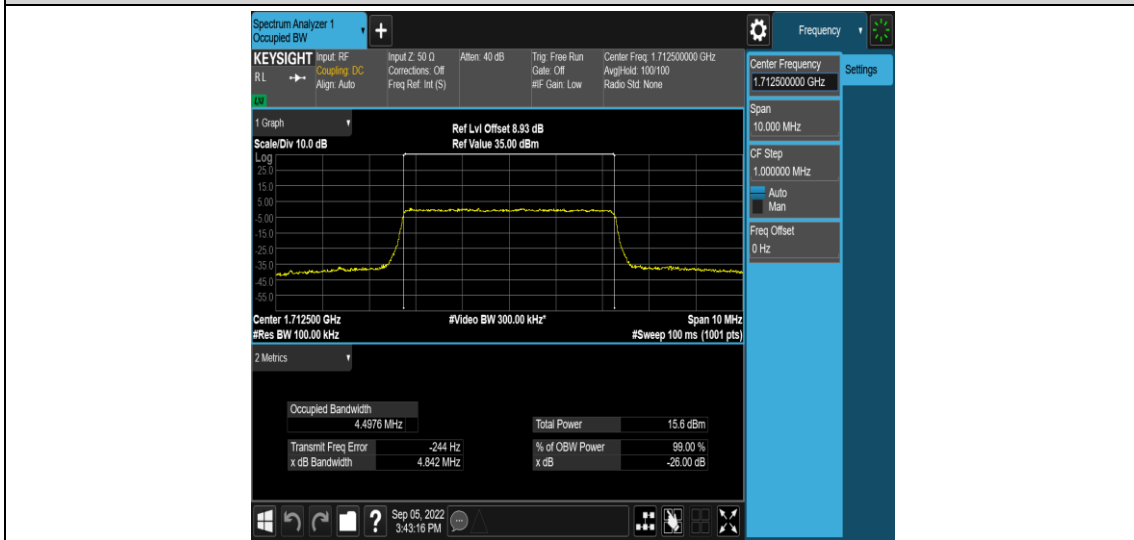 Spectrum Analyzer 1
Occupied BW
+
Frequency
KEYSIGHT
RL
LXI
Input: RF
Coupling: DC
Align: Auto
Input Z: 50 Ω
Corrections: Off
Freq Ref: Int (S)
Atten: 40 dB
Trig: Free Run
Gate: Off
#IF Gain: Low
Center Freq: 1.712500000 GHz
Avg|Hold: 100/100
Radio Std: None
Center Frequency
1.712500000 GHz
Settings
Span
10.000 MHz
CF Step
1.000000 MHz
Auto
Man
Freq Offset
0 Hz
1 Graph
Scale/Div 10.0 dB
Ref Lvl Offset 8.93 dB
Ref Value 35.00 dBm
Log
25.0
15.0
5.00
-5.00
-15.0
-25.0
-35.0
-45.0
-55.0
Center 1.712500 GHz
#Video BW 300.00 kHz*
Span 10 MHz
#Res BW 100.00 kHz
#Sweep 100 ms (1001 pts)
2 Metrics
Occupied Bandwidth
4.4976 MHz
Total Power 15.6 dBm
Transmit Freq Error -244 Hz
% of OBW Power 99.00 %
x dB Bandwidth 4.842 MHz
x dB -26.00 dB
?
Sep 05, 2022
3:43:16 PM